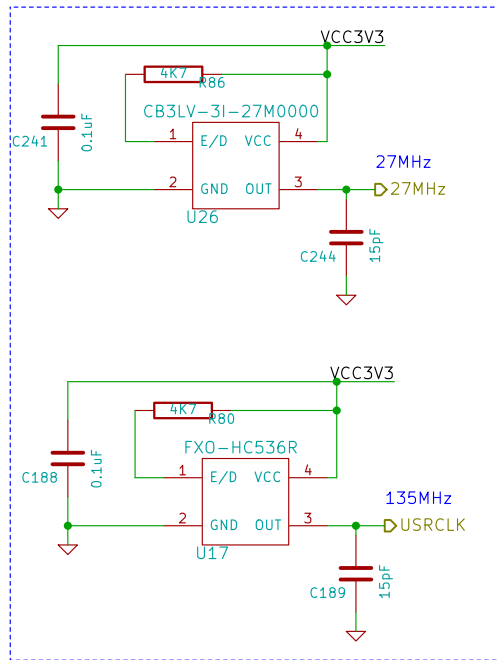 VCC3V3
4K7
R86
CB3LV-3I-27M0000
C241
0.1uF
1 E/D VCC 4
27MHz
2 GND OUT 3
27MHz
U26
C244
15pF
VCC3V3
4K7
R80
FXO-HC536R
C188
0.1uF
1 E/D VCC 4
135MHz
2 GND OUT 3
USRCLK
U17
C189
15pF